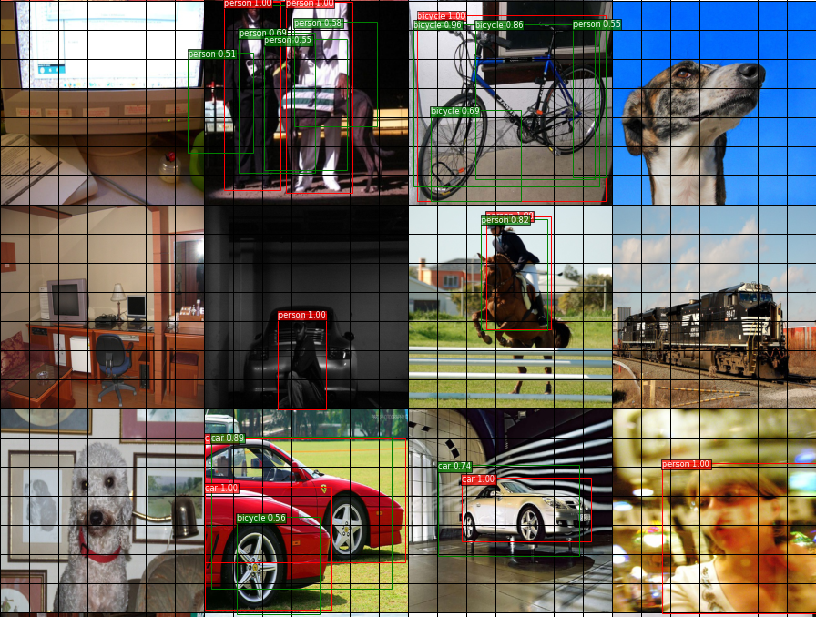 person 1.00
person 1.00
person 0.58
person 0.69
person 0.55
person 0.51
bicycle 1.00
bicycle 0.96
bicycle 0.86
person 0.55
bicycle 0.69
person 1.00
person 0.82
car 0.89
car 1.00
bicycle 0.56
car 0.74
car 1.00
person 1.00